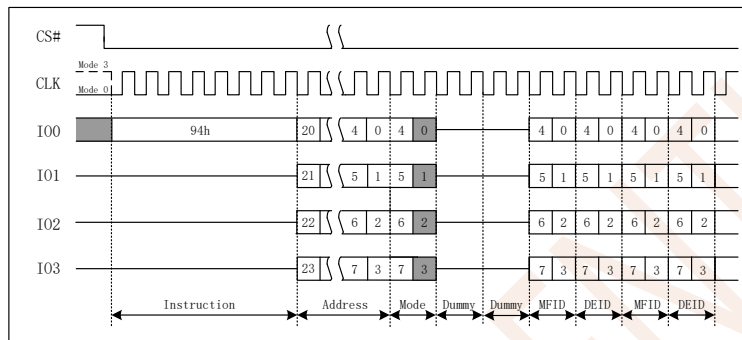 CS#
Mode 3
CLK
Mode 0
IO0 94h 20 4 0 4 0 4 0 4 0 4 0 4 0
IO1 21 5 1 5 1 5 1 5 1 5 1 5 1
IO2 22 6 2 6 2 6 2 6 2 6 2 6 2
IO3 23 7 3 7 3 7 3 7 3 7 3 7 3
Instruction Address Mode Dummy Dummy MFID DEID MFID DEID